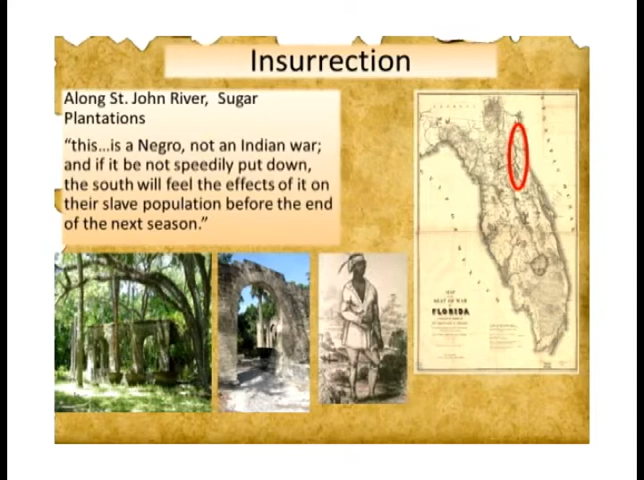 Insurrection
Along St. John River, Sugar
Plantations
“this...is a Negro, not an Indian war;
and if it be not speedily put down,
the south will feel the effects of it on
their slave population before the end
of the next season.”
MAP
SEAT OF WAR
FLORIDA